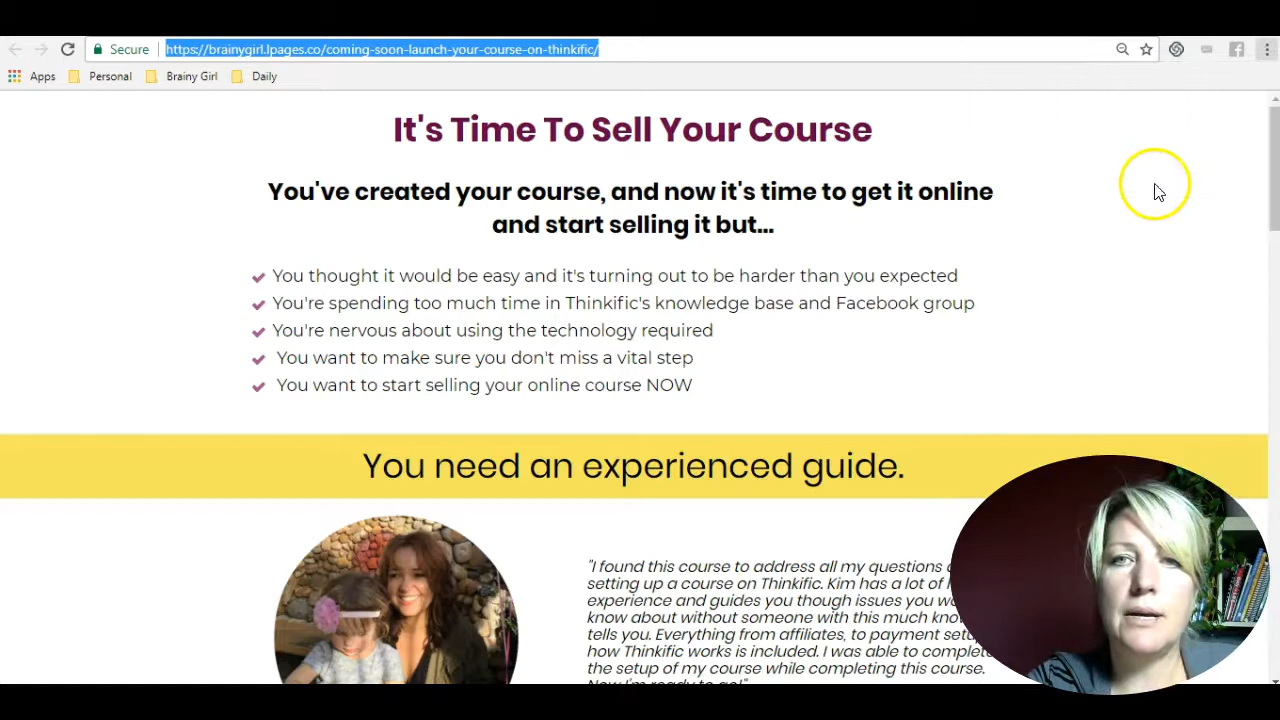 Secure
https://brainygirl.lpages.co/coming-soon-launch-your-course-on-thinkific/
Apps
Personal
Brainy Girl
Daily
It's Time To Sell Your Course
You've created your course, and now it's time to get it online
and start selling it but...
You thought it would be easy and it's turning out to be harder than you expected
You're spending too much time in Thinkific's knowledge base and Facebook group
You're nervous about using the technology required
You want to make sure you don't miss a vital step
You want to start selling your online course NOW
You need an experienced guide.
"I found this course to address all my questions
setting up a course on Thinkific. Kim has a lot of
experience and guides you though issues you
know about without someone with this much
tells you. Everything from affiliates, to payment
how Thinkific works is included. I was able to complete
the setup of my course while completing this course.
Now I'm ready to go!"